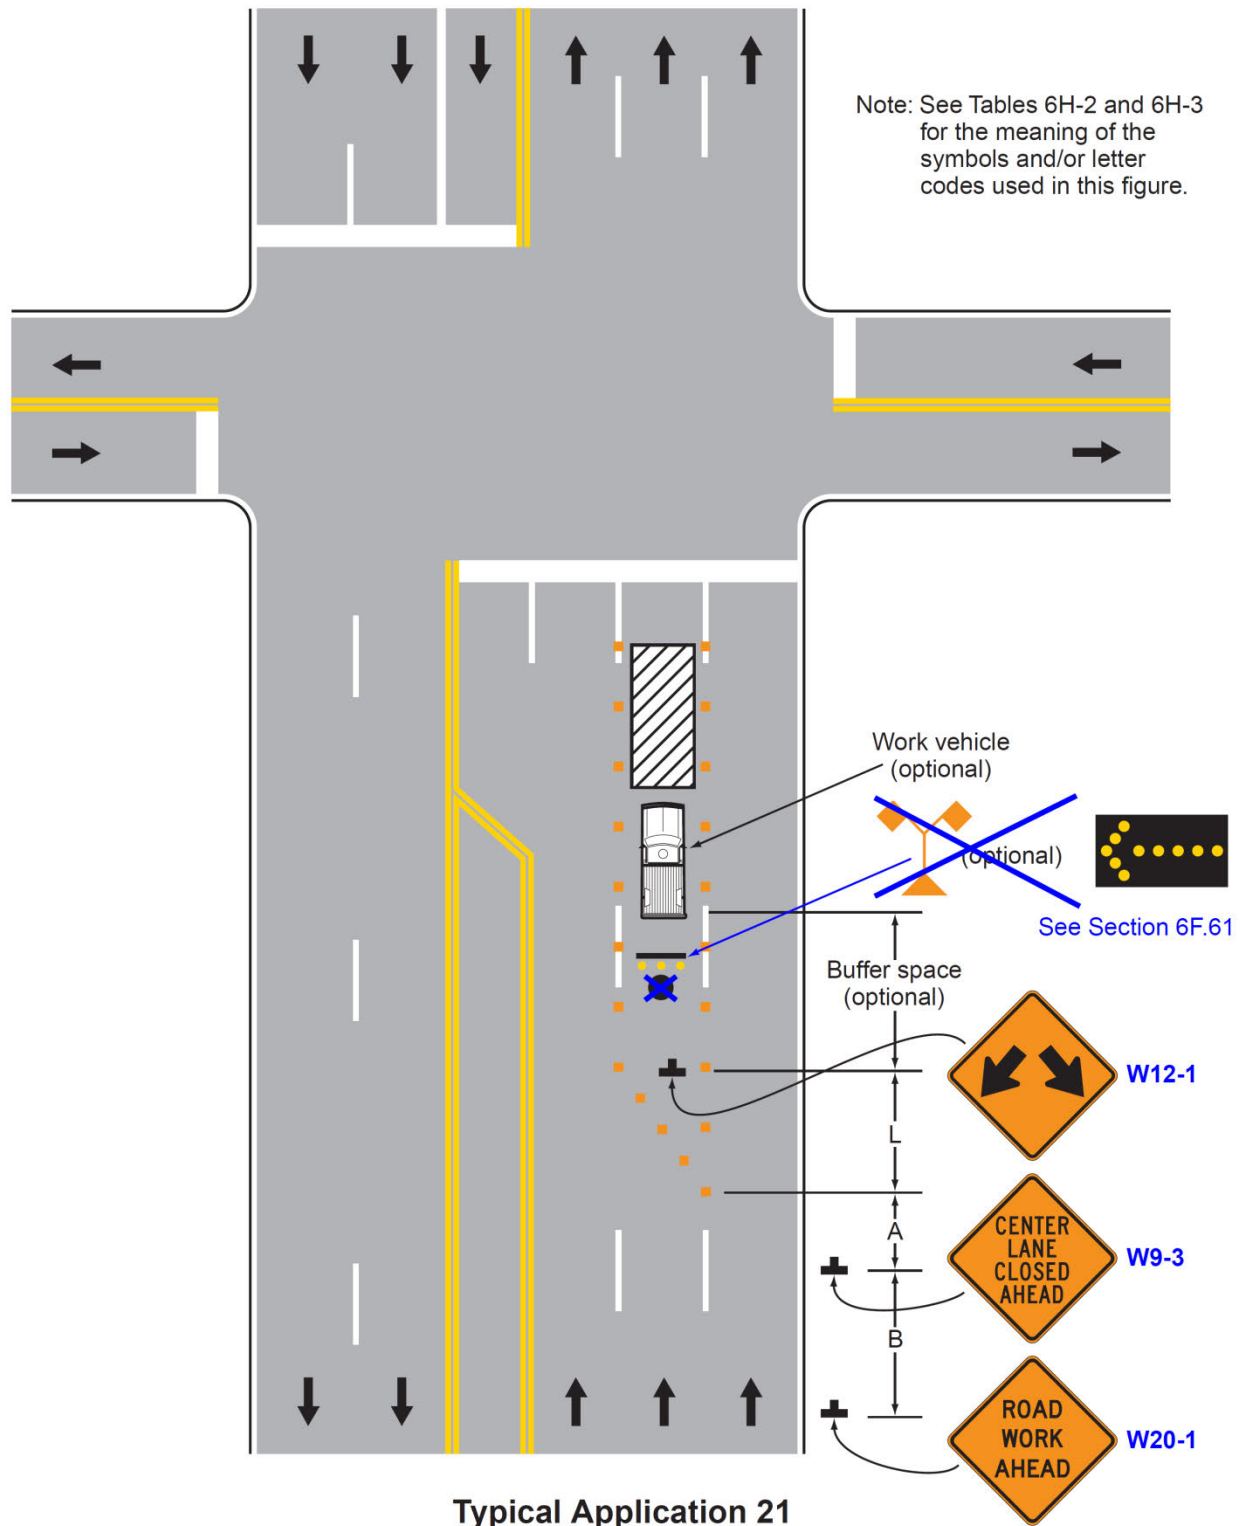 Note: See Tables 6H-2 and 6H-3
for the meaning of the
symbols and/or letter
codes used in this figure.
Work vehicle
(optional)
(optional)
See Section 6F.61
Buffer space
(optional)
W12-1
L
A
CENTER
LANE
CLOSED
AHEAD
W9-3
B
ROAD
WORK
AHEAD
W20-1
Typical Application 21